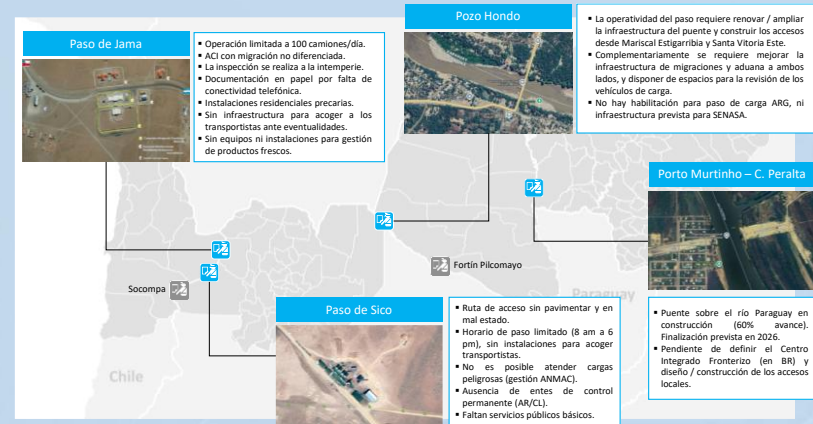 Paso de Jama
▪ Operación limitada a 100 camiones/día.
▪ ACI con migración no diferenciada.
▪ La inspección se realiza a la intemperie.
▪ Documentación en papel por falta de
conectividad telefónica.
▪ Instalaciones residenciales precarias.
▪ Sin infraestructura para acoger a los
transportistas ante eventualidades.
▪ Sin equipos ni instalaciones para gestión
de productos frescos.
Pozo Hondo
▪ La operatividad del paso requiere renovar / ampliar
la infraestructura del puente y construir los accesos
desde Mariscal Estigarribia y Santa Vitoria Este.
▪ Complementariamente se requiere mejorar la
infraestructura de migraciones y aduana a ambos
lados, y disponer de espacios para la revisión de los
vehículos de carga.
▪ No hay habilitación para paso de carga ARG, ni
infraestructura prevista para SENASA.
Porto Murtinho – C. Peralta
▪ Puente sobre el río Paraguay en
construcción (60% avance).
Finalización prevista en 2026.
▪ Pendiente de definir el Centro
Integrado Fronterizo (en BR) y
diseño / construcción de los accesos
locales.
Socompa
Fortín Pilcomayo
Paraguay
Chile
Paso de Sico
▪ Ruta de acceso sin pavimentar y en
mal estado.
▪ Horario de paso limitado (8 am a 6
pm), sin instalaciones para acoger
transportistas.
▪ No es posible atender cargas
peligrosas (gestión ANMAC).
▪ Ausencia de entes de control
permanente (AR/CL).
▪ Faltan servicios públicos básicos.